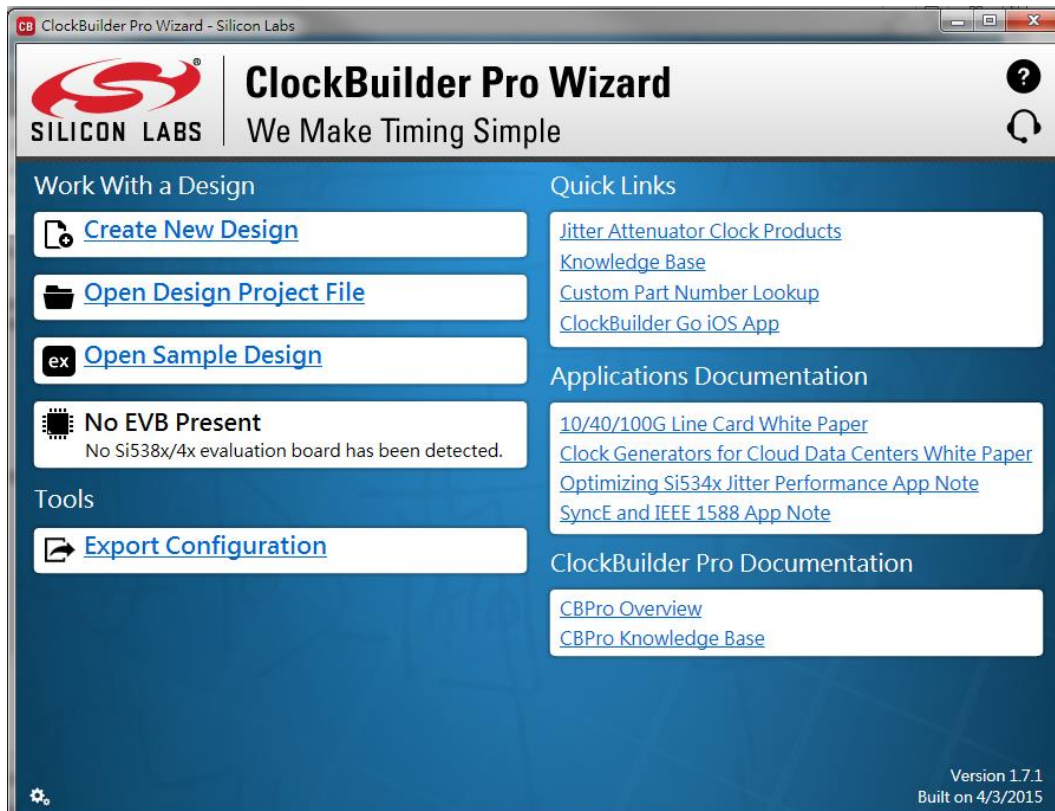 CB ClockBuilder Pro Wizard - Silicon Labs
SILICON LABS®
ClockBuilder Pro Wizard
We Make Timing Simple
?
Work With a Design
Create New Design
Open Design Project File
ex Open Sample Design
No EVB Present
No Si538x/4x evaluation board has been detected.
Tools
Export Configuration
Quick Links
Jitter Attenuator Clock Products
Knowledge Base
Custom Part Number Lookup
ClockBuilder Go iOS App
Applications Documentation
10/40/100G Line Card White Paper
Clock Generators for Cloud Data Centers White Paper
Optimizing Si534x Jitter Performance App Note
SyncE and IEEE 1588 App Note
ClockBuilder Pro Documentation
CBPro Overview
CBPro Knowledge Base
Version 1.7.1
Built on 4/3/2015